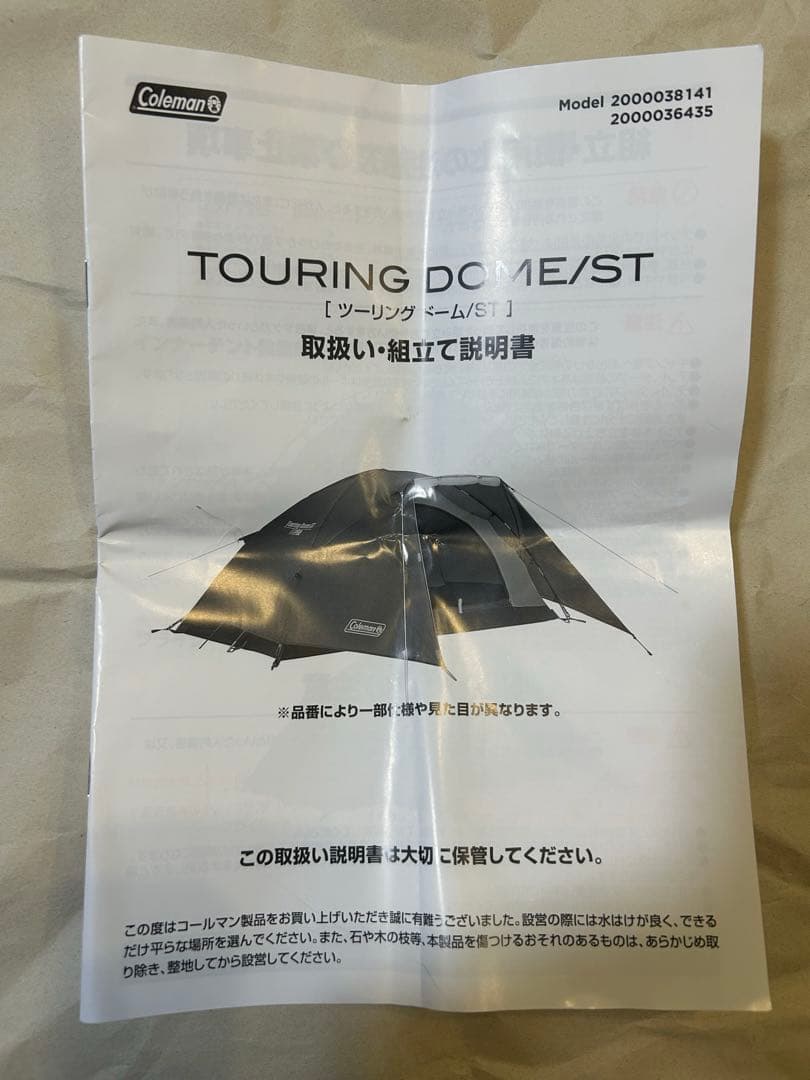 Coleman
Model 2000038141
2000036435
TOURING DOME/ST
[ ツーリング ドーム/ST ]
取扱い・組立て説明書
Coleman
※品番により一部仕様や見た目が異なります。
この取扱い説明書は大切に保管してください。
この度はコールマン製品をお買い上げいただき誠に有難うございました。設営の際には水はけが良く、できる
だけ平らな場所を選んでください。また、石や木の枝等、本製品を傷つけるおそれのあるものは、あらかじめ取
り除き、整地してから設営してください。